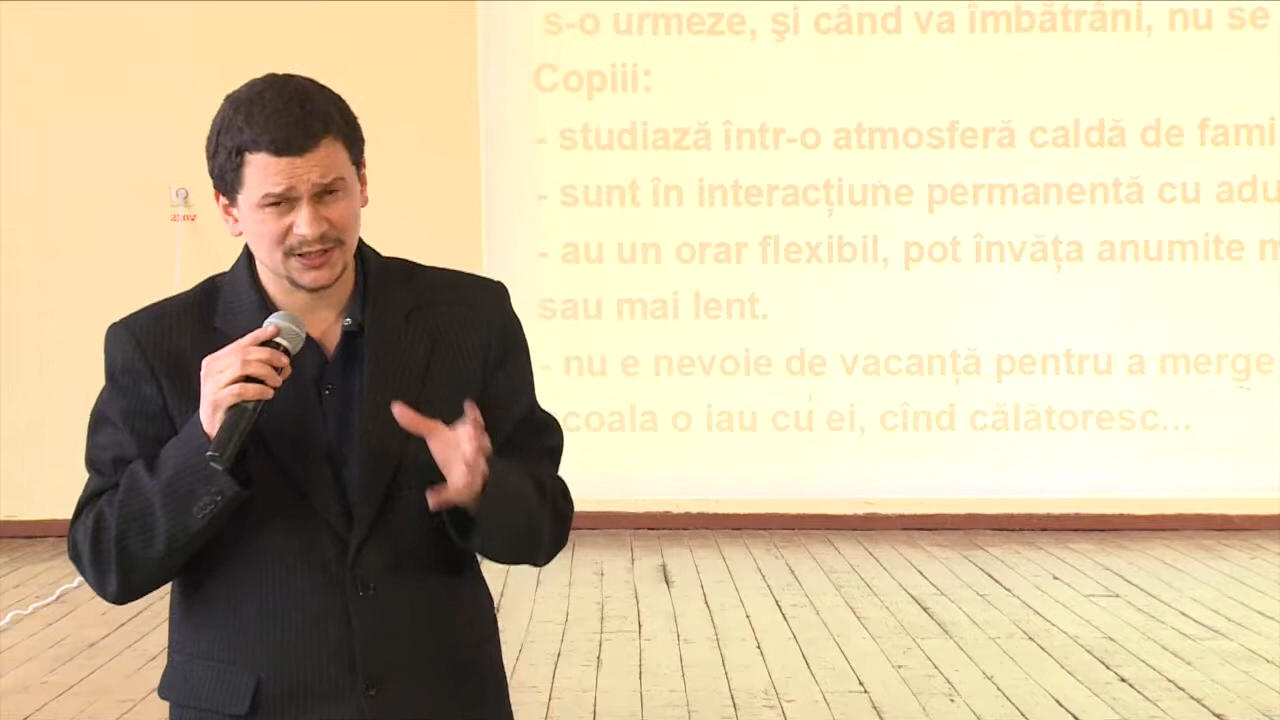 s-o urmeze, şi când va îmbătrâni, nu se
Copiii:
- studiază într-o atmosferă caldă de fami
- sunt în interacțiune permanentă cu adu
- au un orar flexibil, pot învăța anumite m
sau mai lent.
- nu e nevoie de vacanță pentru a merge
coala o iau cu ei, cînd călătoresc...
220V